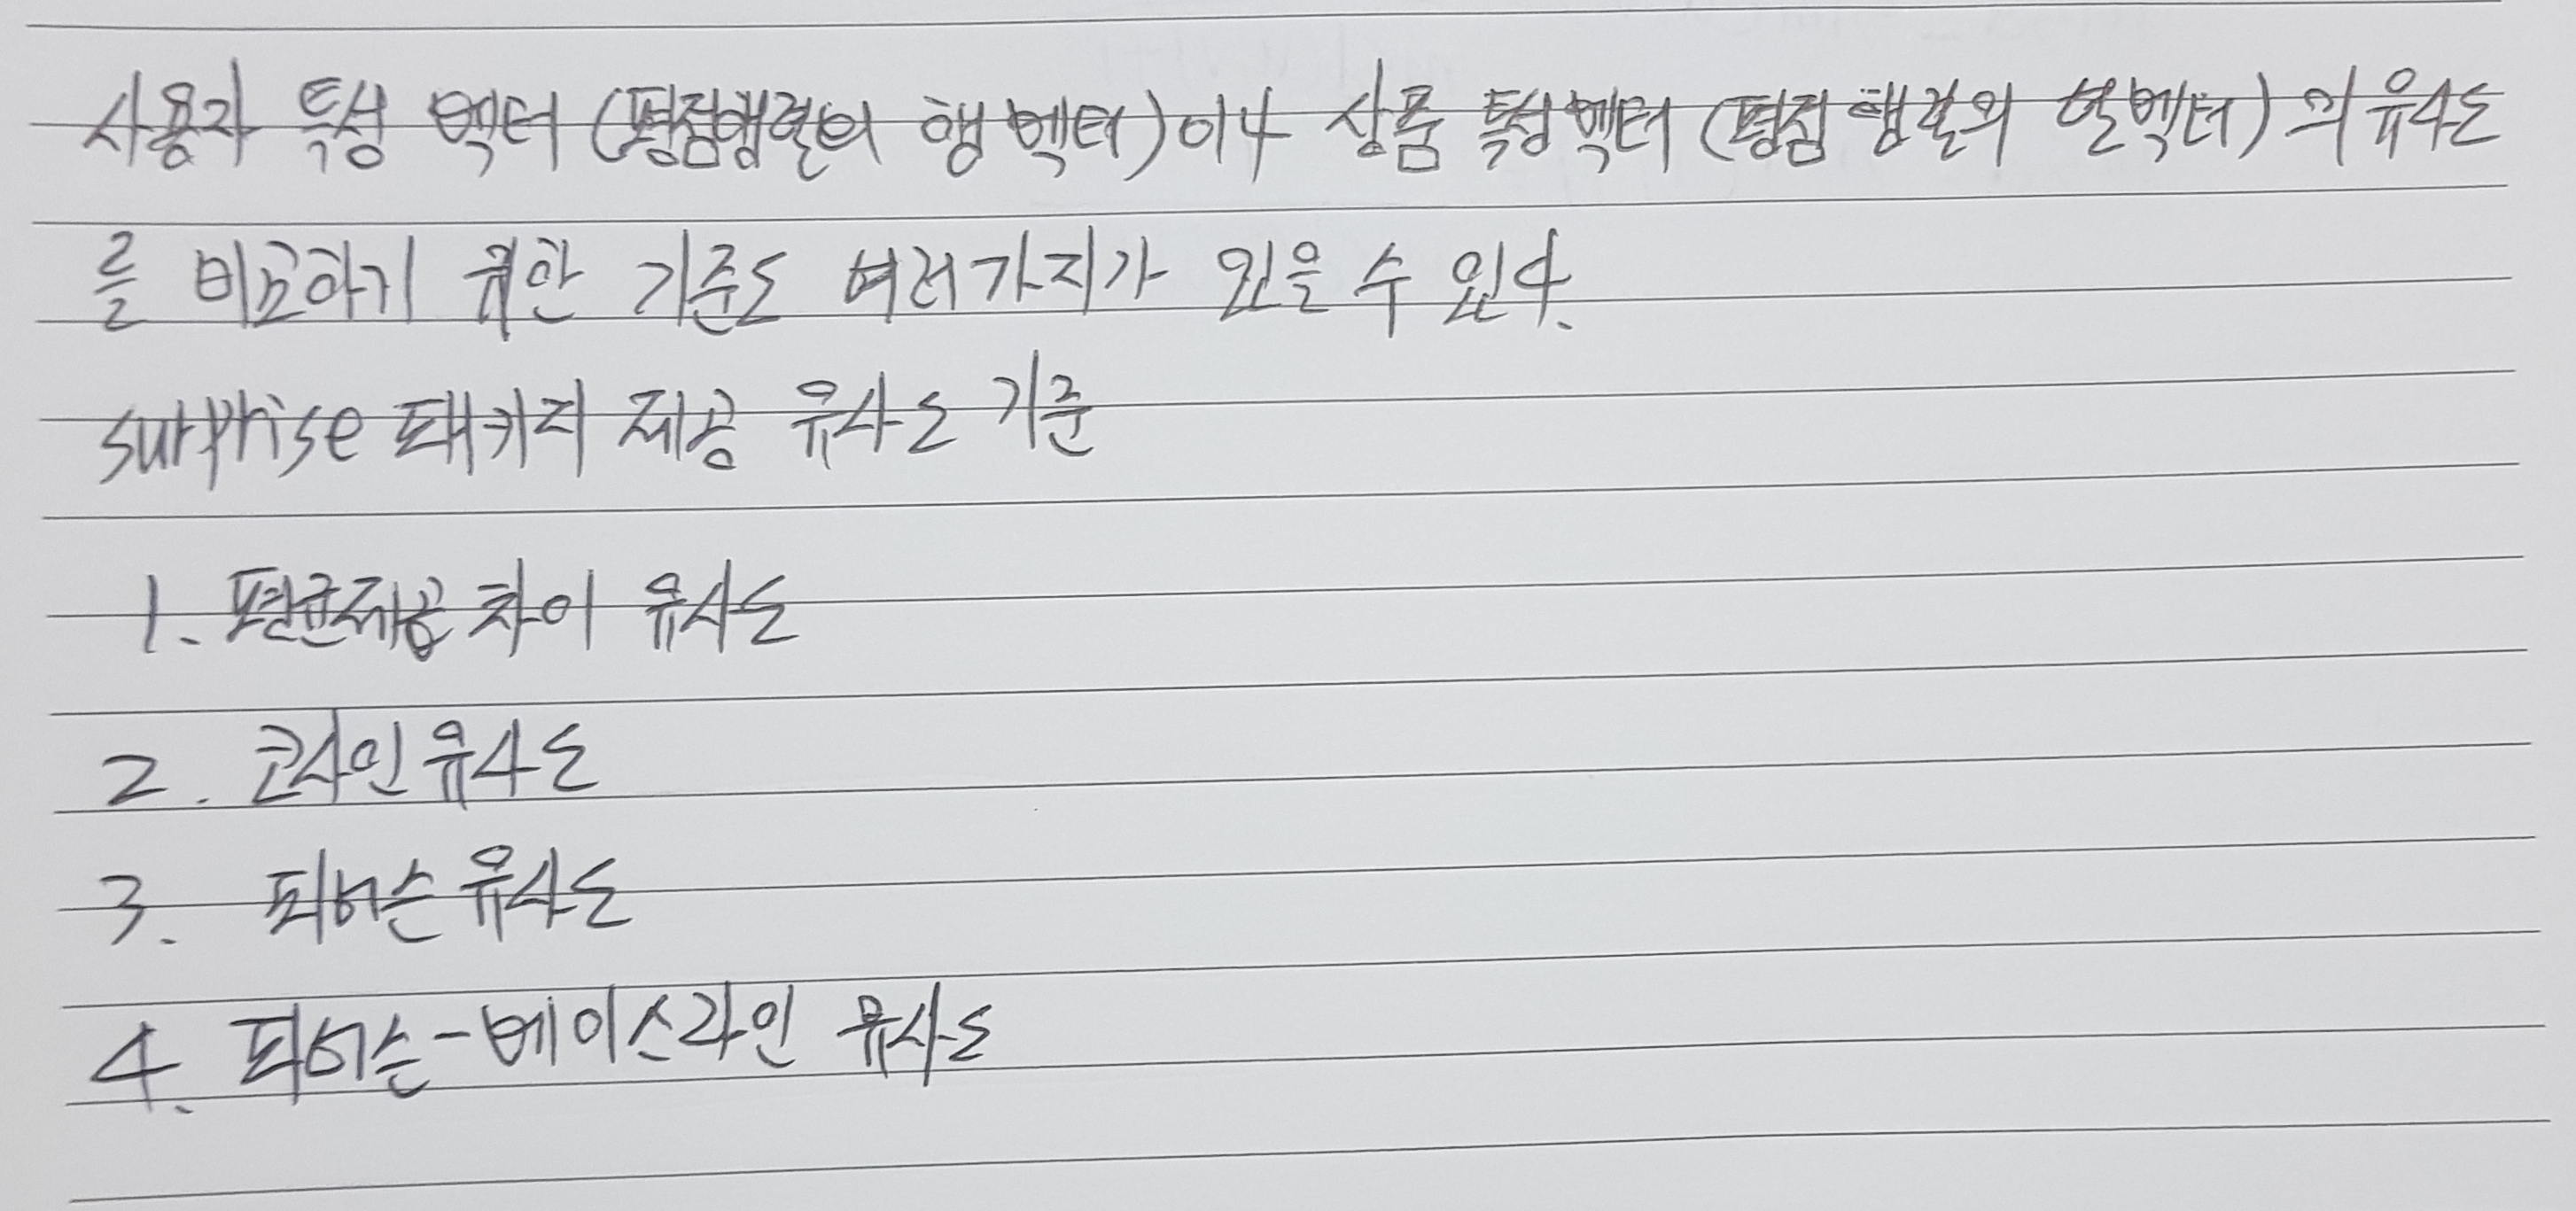 사용자 특성 벡터(평점행렬의 행 벡터)이나 상품 특성벡터(평점 행렬의 열벡터)의 유사도
를 비교하기 위한 기준도 여러가지가 있을 수 있다.
surprise 패키지 제공 유사도 기준
1. 평균제곱 차이 유사도
2. 코사인 유사도
3. 피어슨 유사도
4. 피어슨-베이스라인 유사도